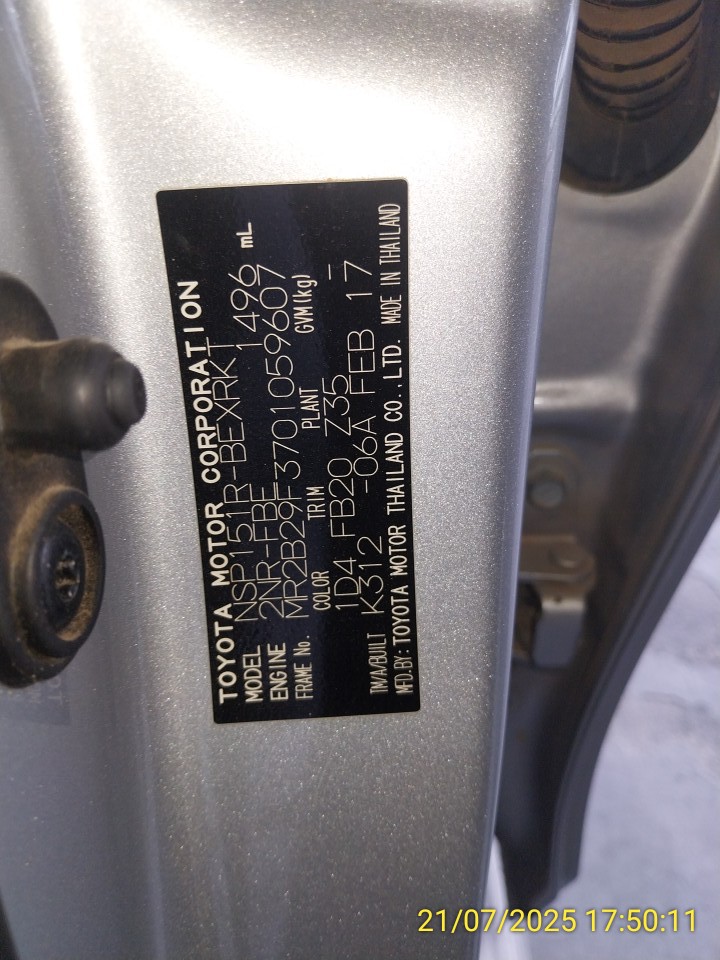 TOYOTA MOTOR CORPORATION
MODEL NSP151R-BEXRKT 1496 mL
ENGINE 2NR-FBE
FRAME No. MR2B29F3701059607
COLOR TRIM PLANT GVM(kg)
1D4 FB20 Z35 -
TM/A/BUILT K312 -06A FEB 17
MFD.BY: TOYOTA MOTOR THAILAND CO.,LTD. MADE IN THAILAND
21/07/2025 17:50:11